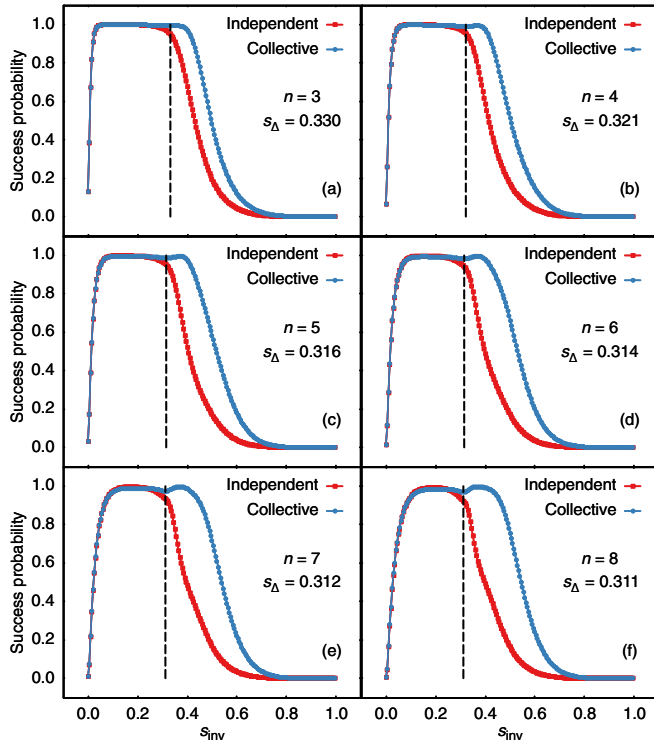 Success probability
1.0
0.8
0.6
0.4
0.2
0.0
Independent
Collective
n = 3
sΔ = 0.330
(a)
Independent
Collective
n = 4
sΔ = 0.321
(b)
Success probability
1.0
0.8
0.6
0.4
0.2
0.0
Independent
Collective
n = 5
sΔ = 0.316
(c)
Independent
Collective
n = 6
sΔ = 0.314
(d)
Success probability
1.0
0.8
0.6
0.4
0.2
0.0
Independent
Collective
n = 7
sΔ = 0.312
(e)
Independent
Collective
n = 8
sΔ = 0.311
(f)
0.0 0.2 0.4 0.6 0.8 1.0
0.0 0.2 0.4 0.6 0.8 1.0
sinv
sinv